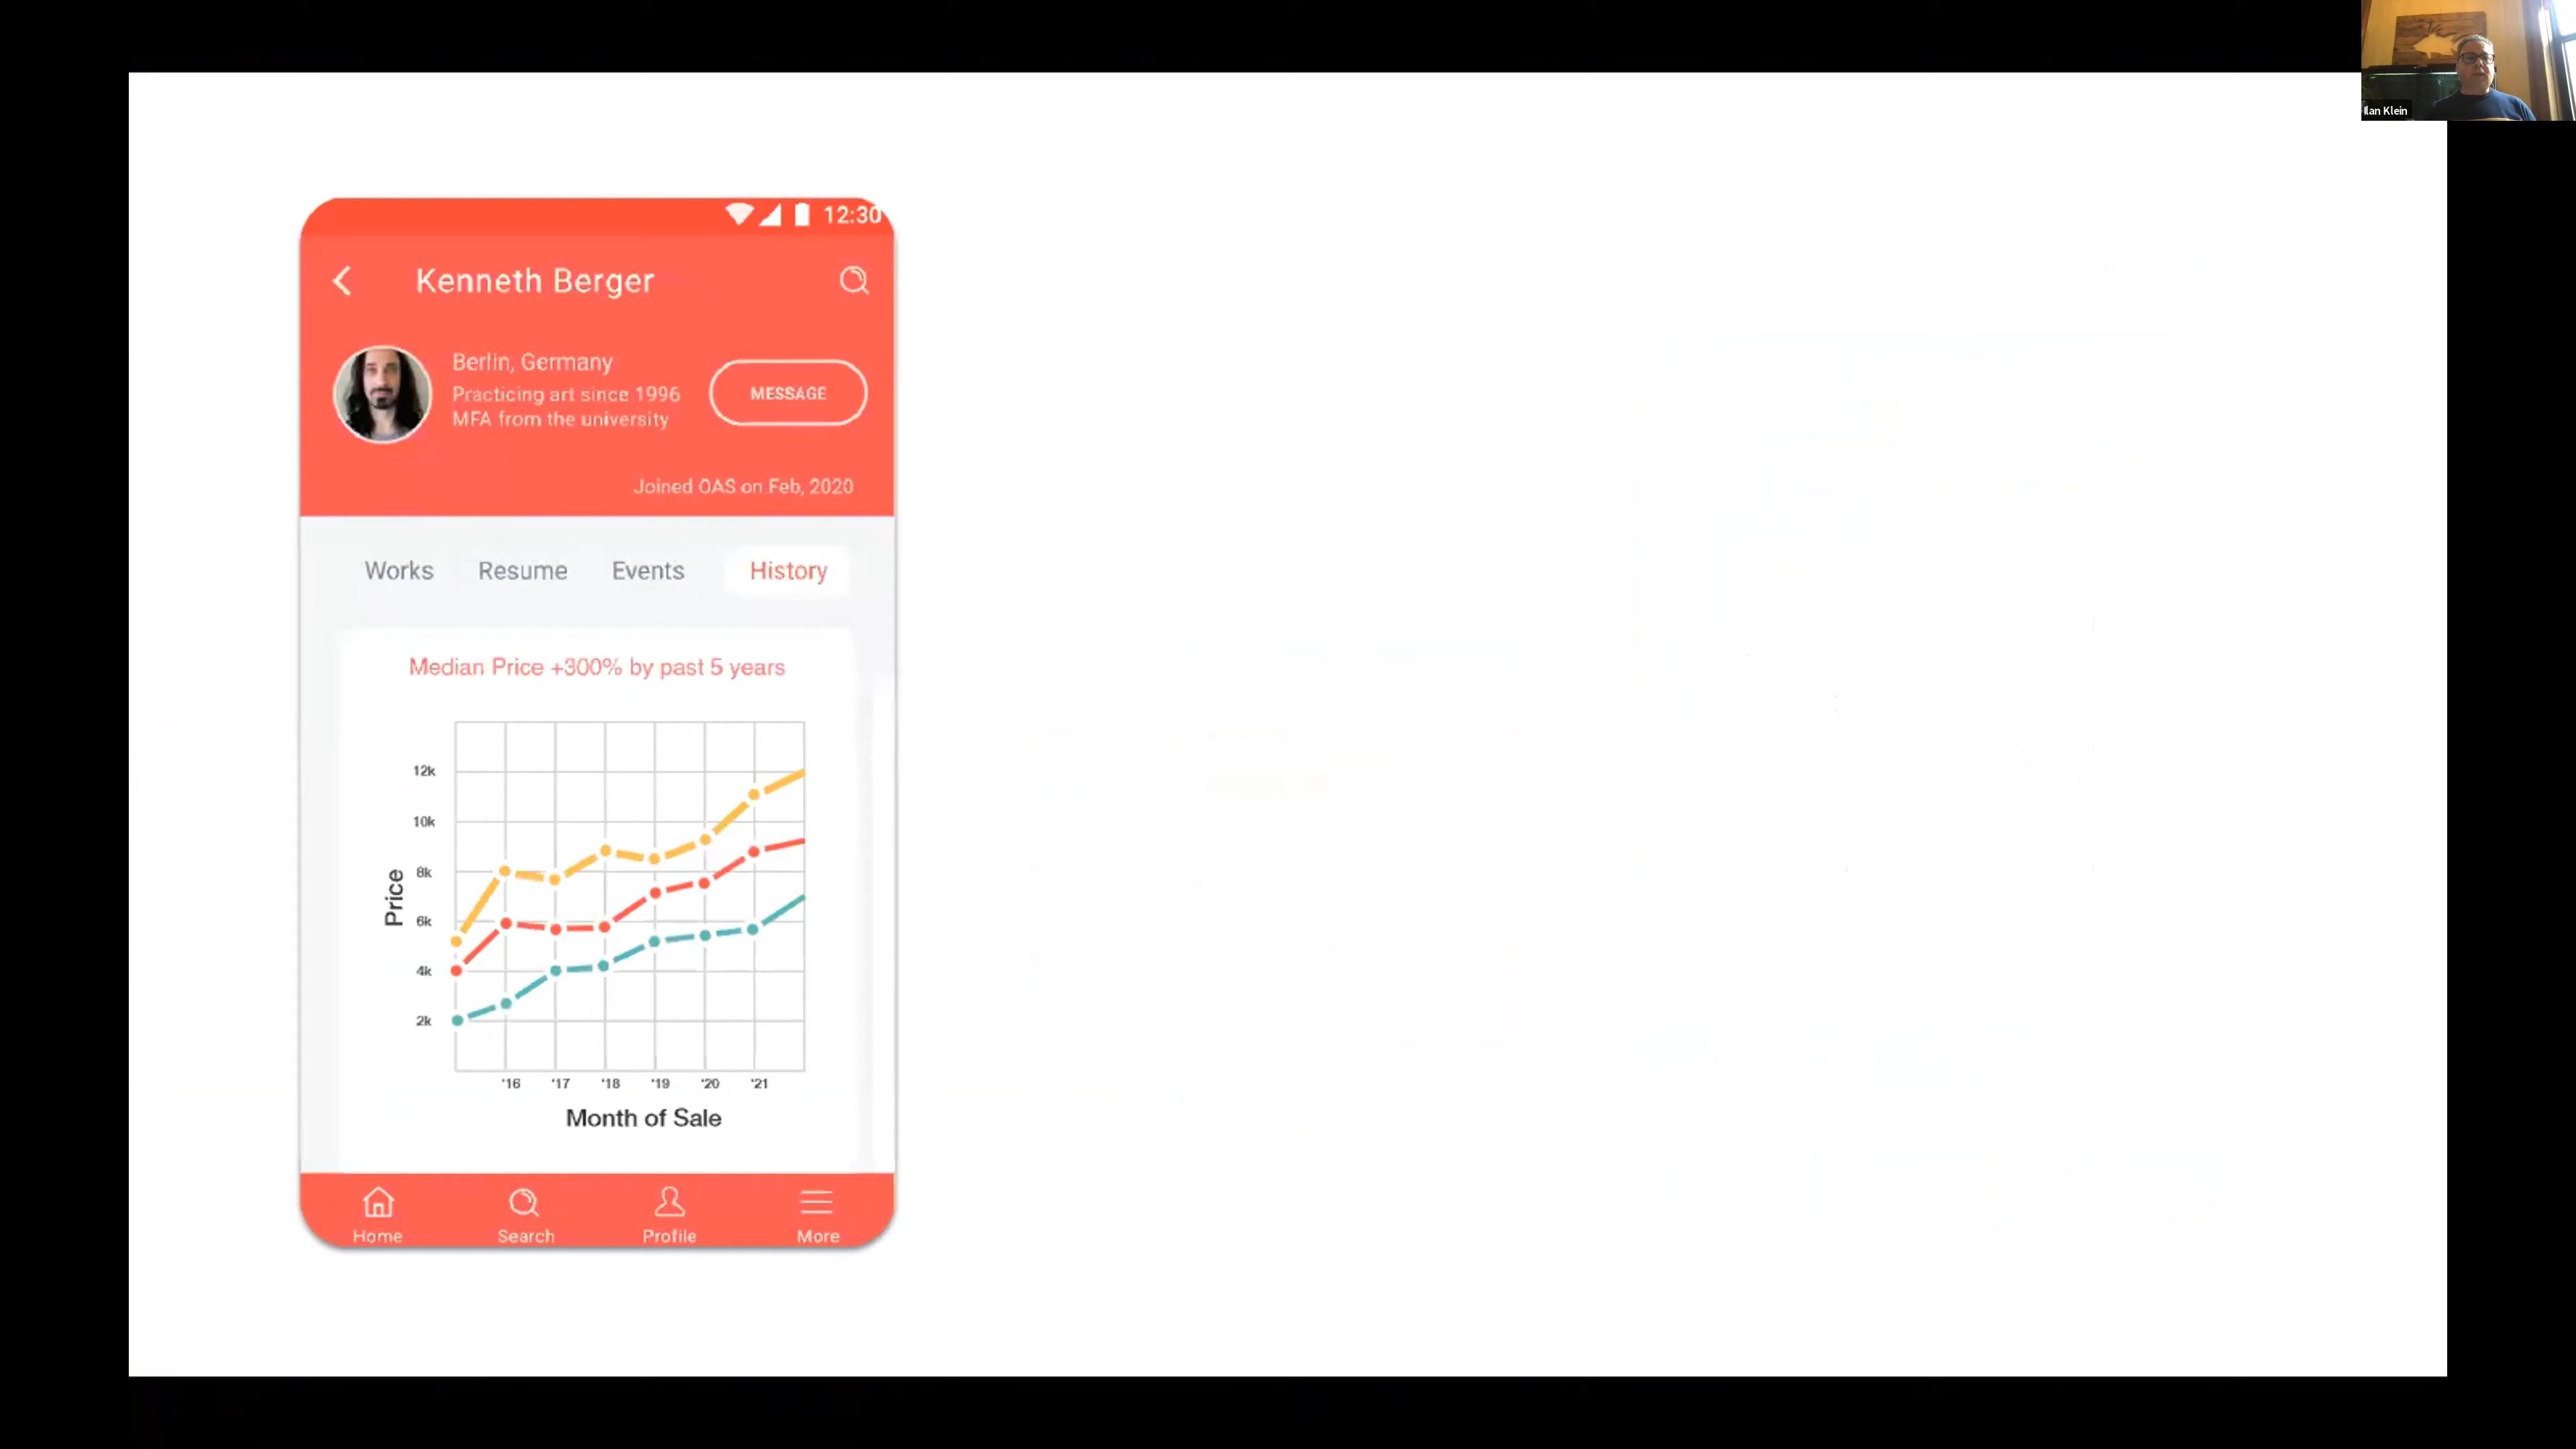 Ilan Klein
12:30
Kenneth Berger
Berlin, Germany
Practicing art since 1996
MFA from the university
MESSAGE
Joined OAS on Feb, 2020
Works Resume Events History
Median Price +300% by past 5 years
12k
10k
8k
6k
4k
2k
Price
'16 '17 '18 '19 '20 '21
Month of Sale
Home Search Profile More